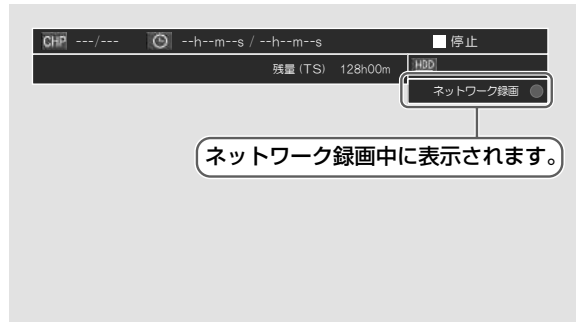 CHP ---/--- --h--m--s / --h--m--s 停止
残量 (TS) 128h00m HDD
ネットワーク録画
ネットワーク録画中に表示されます。